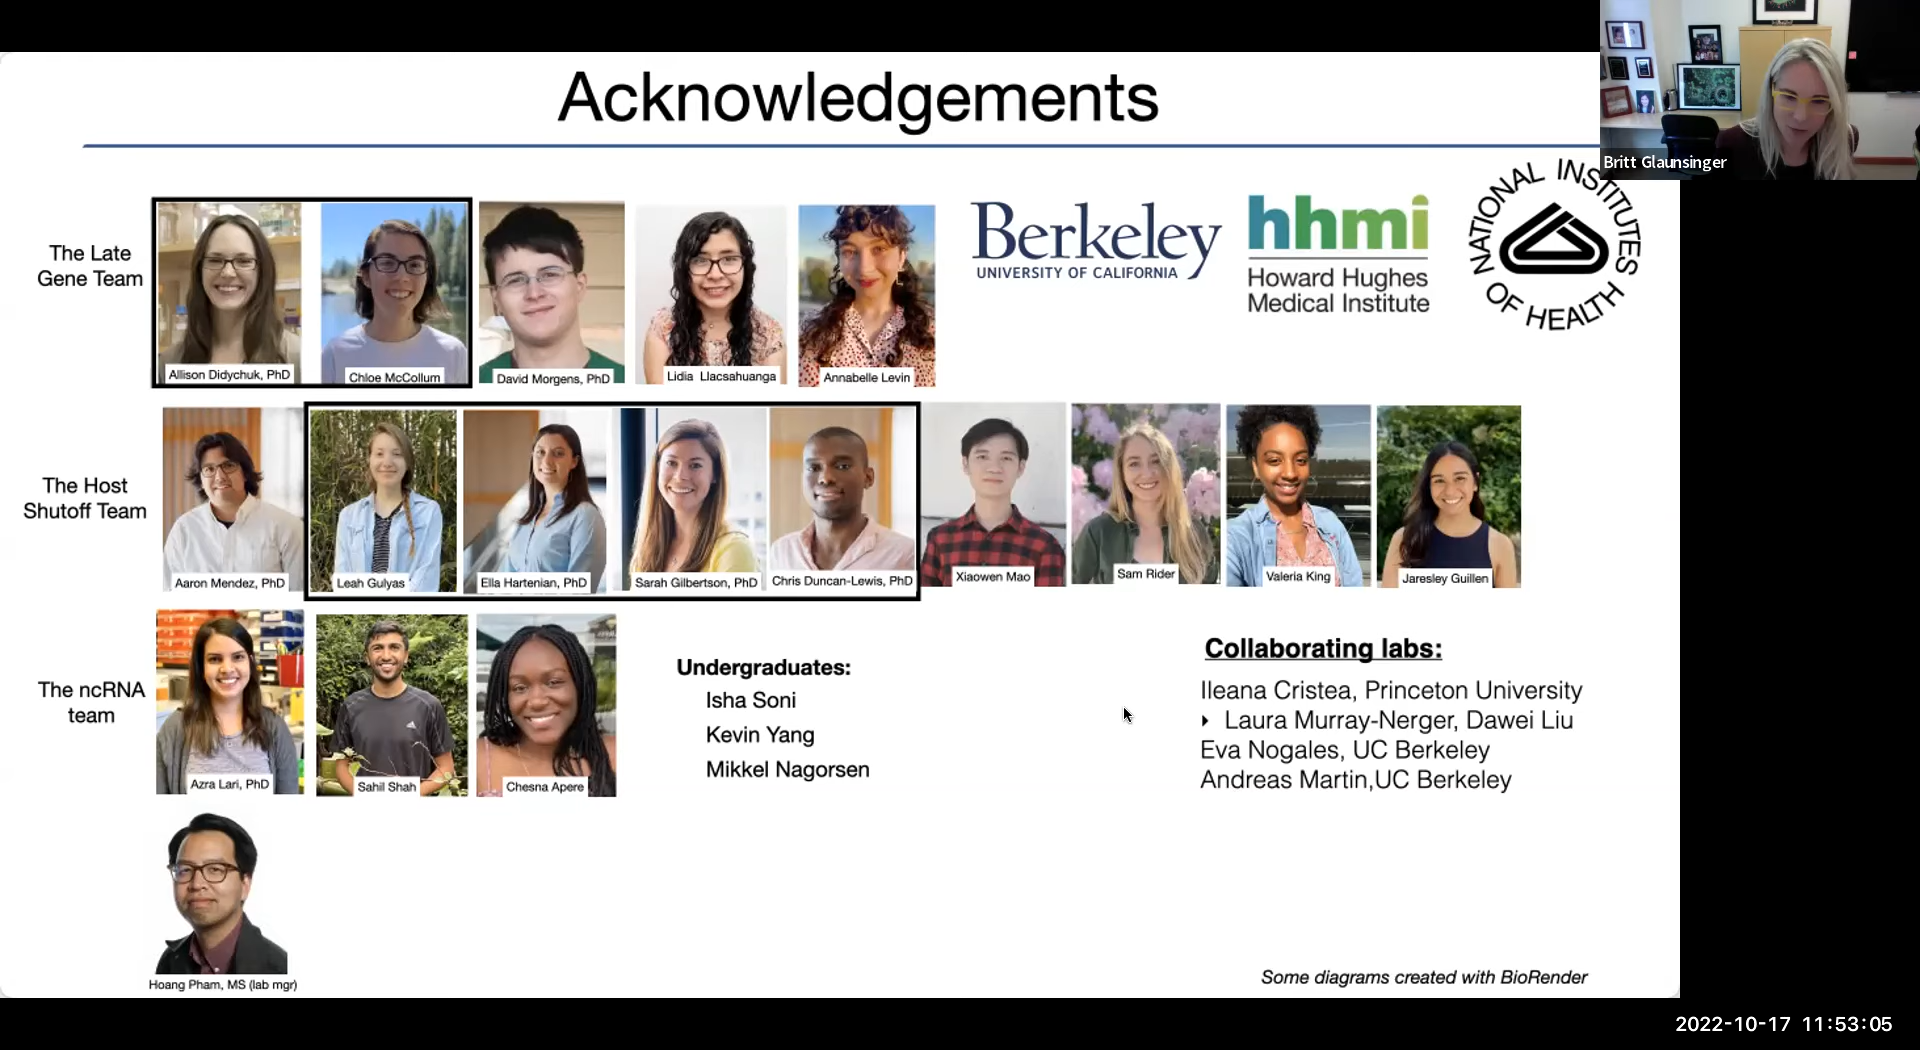 Acknowledgements
Britt Glaunsinger
The Late
Gene Team
Allison Didychuk, PhD
Chloe McCollum
David Morgens, PhD
Lidia Llacsahuanga
Annabelle Levin
Berkeley
UNIVERSITY OF CALIFORNIA
hhmi
Howard Hughes
Medical Institute
NATIONAL INSTITUTES
OF HEALTH
The Host
Shutoff Team
Aaron Mendez, PhD
Leah Gulyas
Ella Hartenian, PhD
Sarah Gilbertson, PhD
Chris Duncan-Lewis, PhD
Xiaowen Mao
Sam Rider
Valeria King
Jaresley Guillen
The ncRNA
team
Azra Lari, PhD
Sahil Shah
Chesna Apere
Undergraduates:
Isha Soni
Kevin Yang
Mikkel Nagorsen
Collaborating labs:
Ileana Cristea, Princeton University
‣ Laura Murray-Nerger, Dawei Liu
Eva Nogales, UC Berkeley
Andreas Martin,UC Berkeley
Hoang Pham, MS (lab mgr)
Some diagrams created with BioRender
2022-10-17 11:53:05